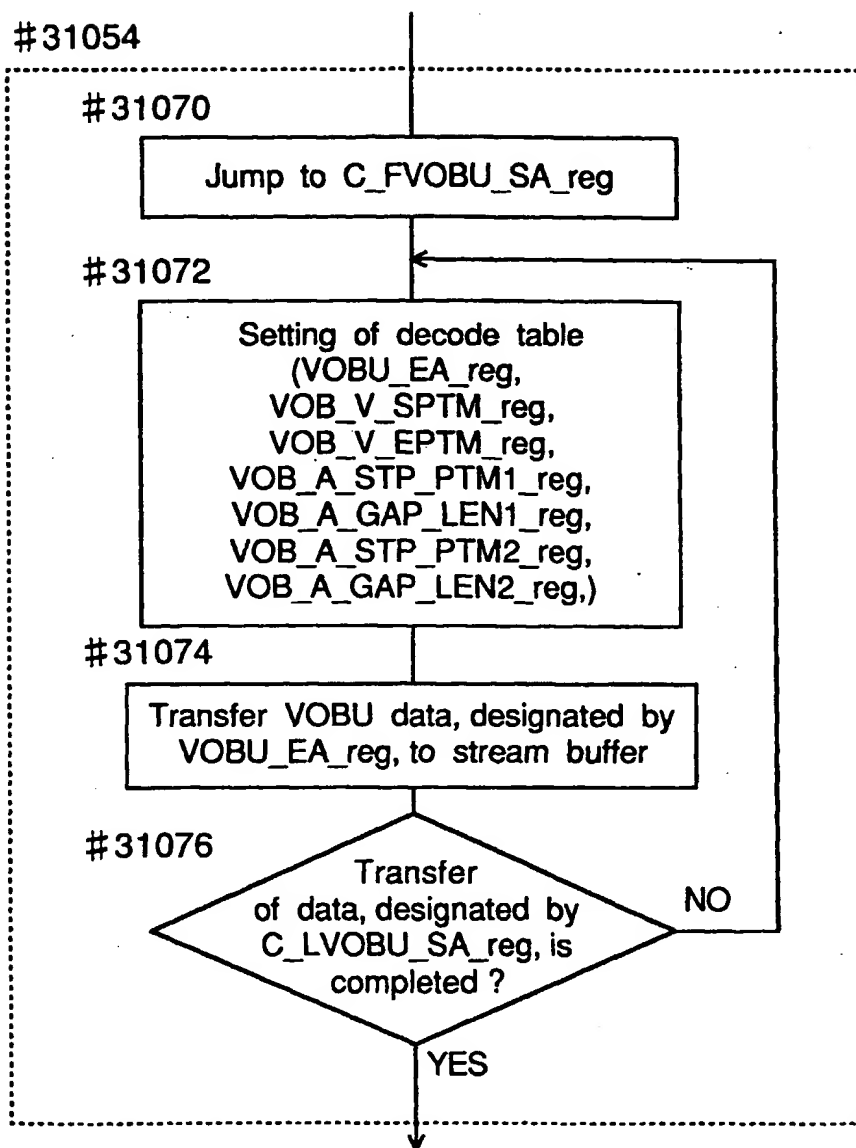 #31054
#31070
Jump to C_FVOBU_SA_reg
#31072
Setting of decode table
(VOBU_EA_reg,
VOB_V_SPTM_reg,
VOB_V_EPTM_reg,
VOB_A_STP_PTM1_reg,
VOB_A_GAP_LEN1_reg,
VOB_A_STP_PTM2_reg,
VOB_A_GAP_LEN2_reg,)
#31074
Transfer VOBU data, designated by
VOBU_EA_reg, to stream buffer
#31076
Transfer
of data, designated by
C_LVOBU_SA_reg, is
completed ?
NO
YES